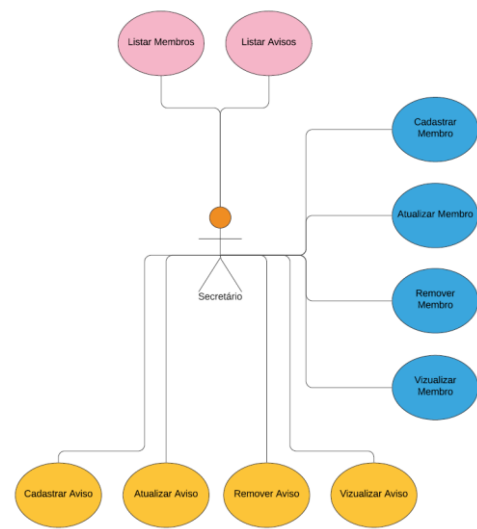 Listar Membros
Listar Avisos
Cadastrar
Membro
Atualizar Membro
Remover
Membro
Vizualizar
Membro
Secretário
Cadastrar Aviso
Atualizar Aviso
Remover Aviso
Vizualizar Aviso